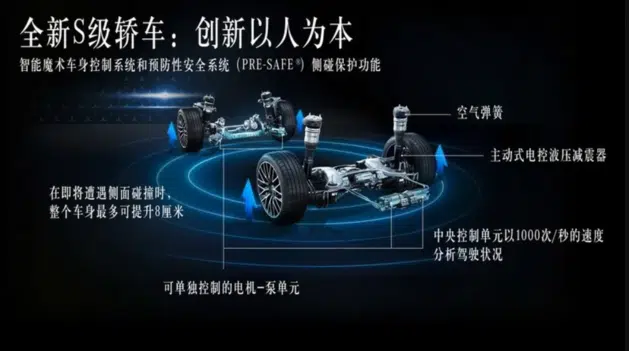 全新S级轿车：创新以人为本
智能魔术车身控制系统和预防性安全系统（PRE-SAFE®）侧碰保护功能
空气弹簧
主动式电控液压减震器
在即将遭遇侧面碰撞时，
整个车身最多可提升8厘米
中央控制单元以1000次/秒的速度
分析驾驶状况
可单独控制的电机-泵单元